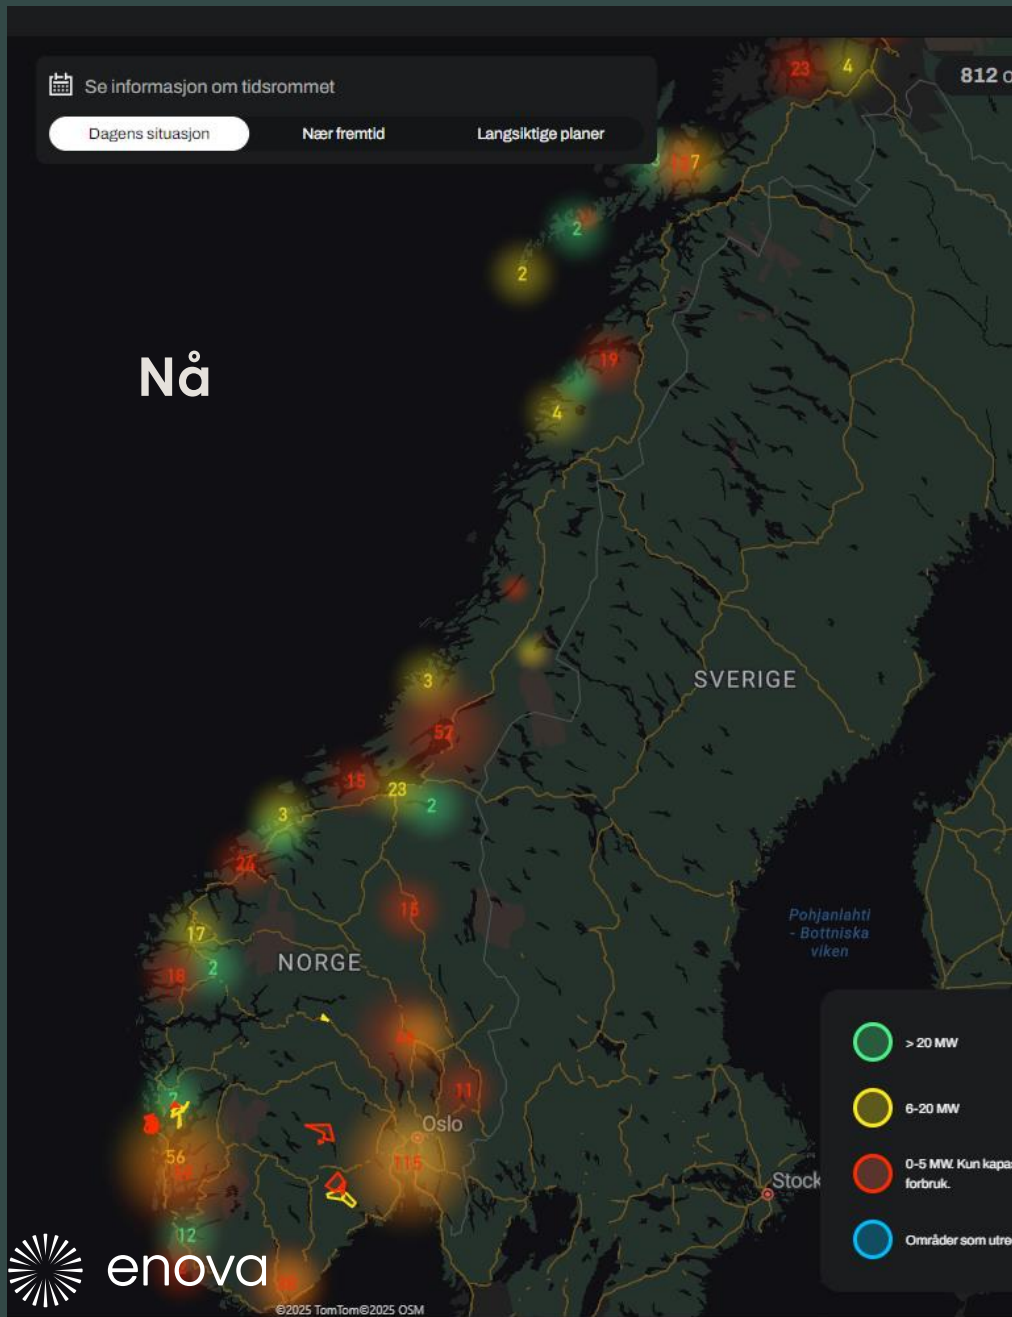 Se informasjon om tidsrommet
Dagens situasjon
Nær fremtid
Langsiktige planer
23
4
812
7
2
2
Nå
19
4
SVERIGE
3
57
15
23
2
3
24
17
18
2
15
NORGE
Pohjanlahti
- Bottniska
viken
11
Oslo
115
56
12
Stock
> 20 MW
6-20 MW
0-5 MW. Kun kapas
forbruk.
Områder som utre
enova
©2025 TomTom©2025 OSM